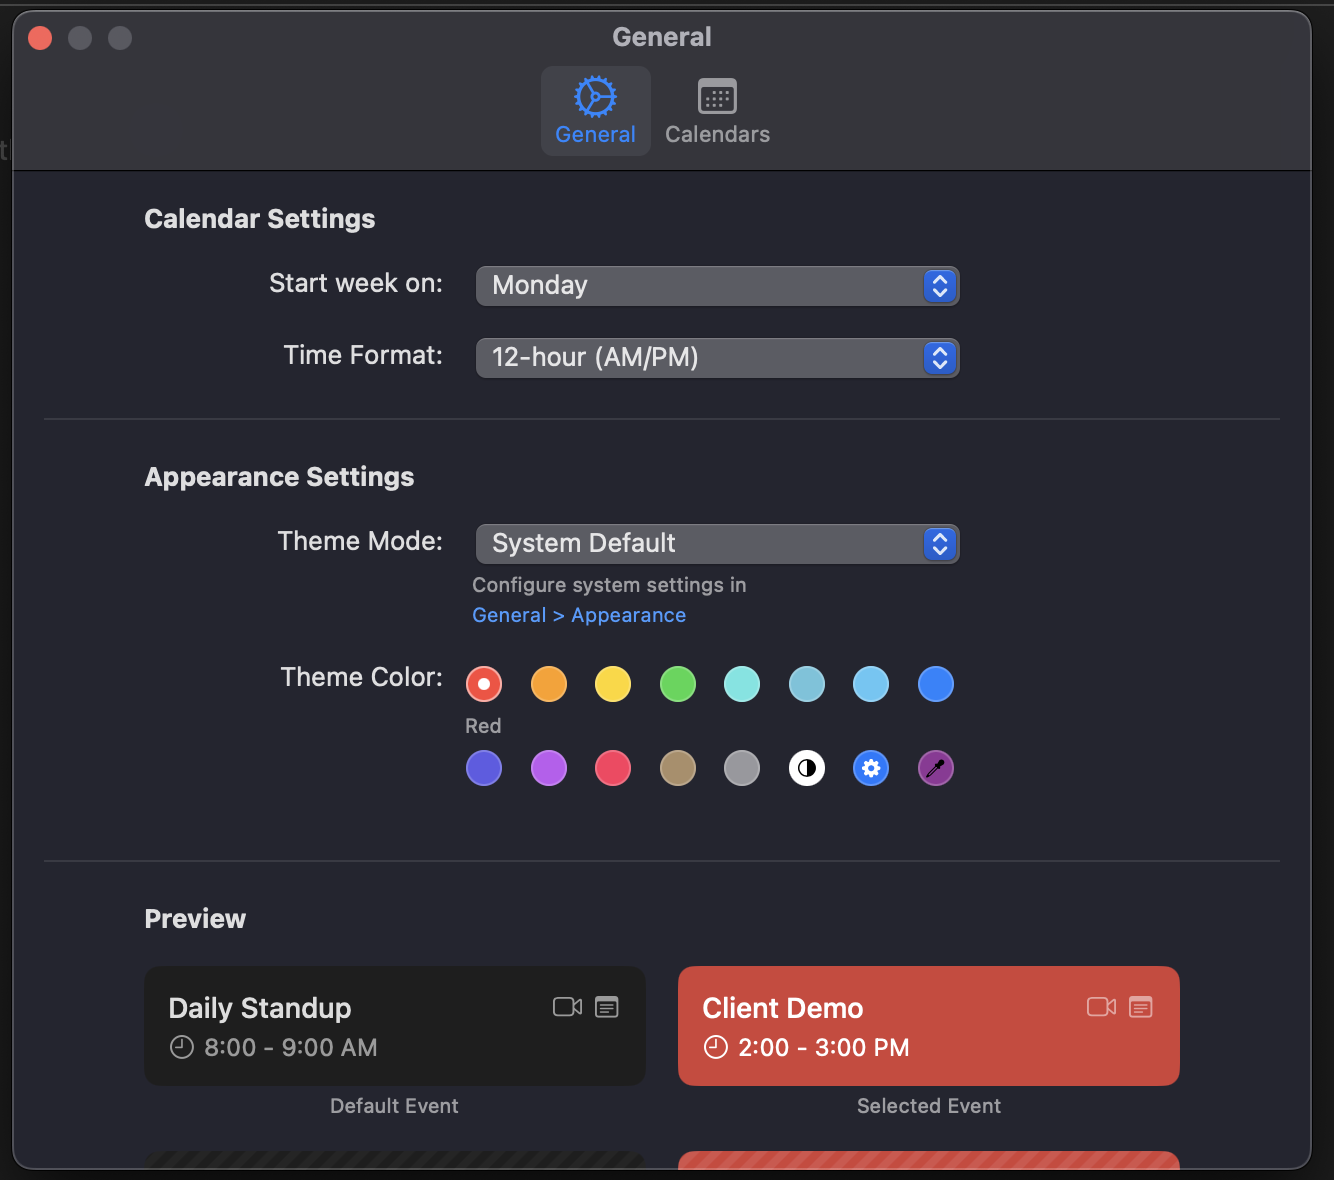 General
General
Calendars
Calendar Settings
Start week on:
Monday
Time Format:
12-hour (AM/PM)
Appearance Settings
Theme Mode:
System Default
Configure system settings in
General > Appearance
Theme Color:
Red
Preview
Daily Standup
8:00 - 9:00 AM
Default Event
Client Demo
2:00 - 3:00 PM
Selected Event